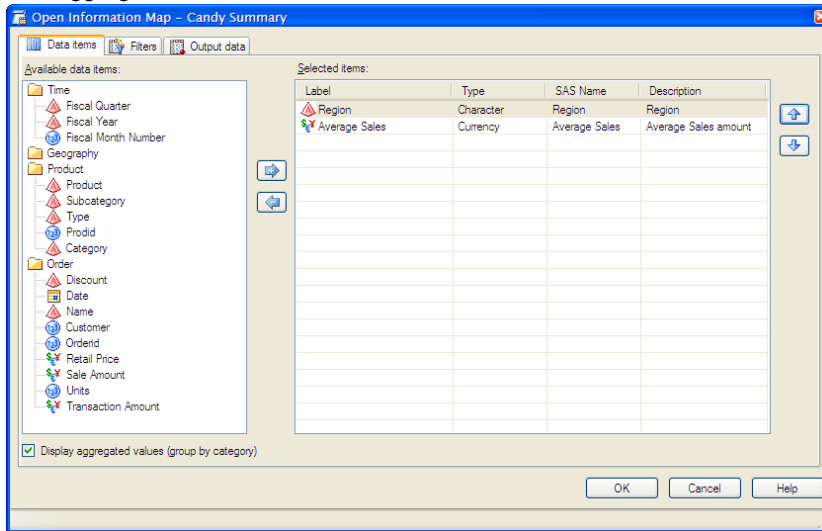 Open Information Map - Candy Summary
Data items Filters Output data
Available data items:
Time
Fiscal Quarter
Fiscal Year
Fiscal Month Number
Geography
Product
Product
Subcategory
Type
Prodid
Category
Order
Discount
Date
Name
Customer
Orderid
Retail Price
Sale Amount
Units
Transaction Amount
Display aggregated values (group by category)
Selected items:
Label Type SAS Name Description
Region Character Region Region
Average Sales Currency Average Sales Average Sales amount
OK Cancel Help